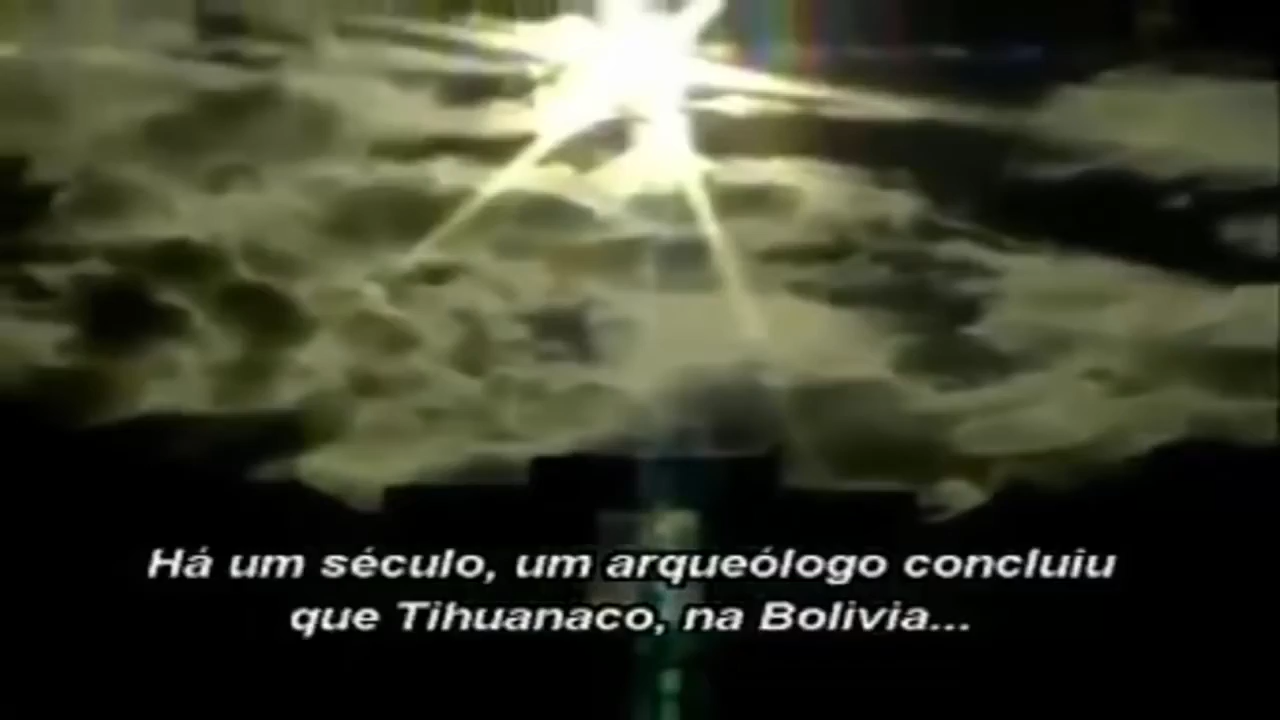 Há um século, um arqueólogo concluiu
que Tihuanaco, na Bolivia...